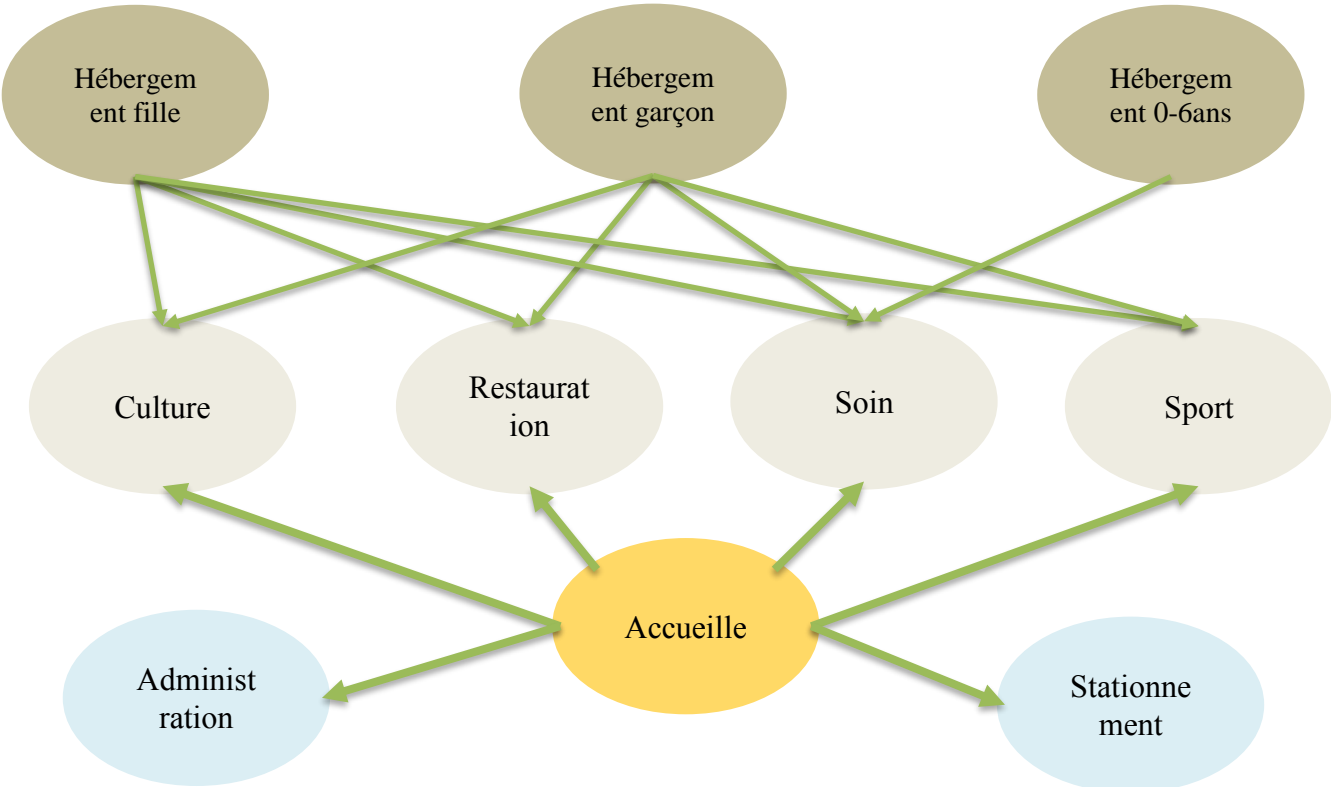 Hébergem
ent fille
Hébergem
ent garçon
Hébergem
ent 0-6ans
Culture
Restaurat
ion
Soin
Sport
Accueille
Administ
ration
Stationne
ment